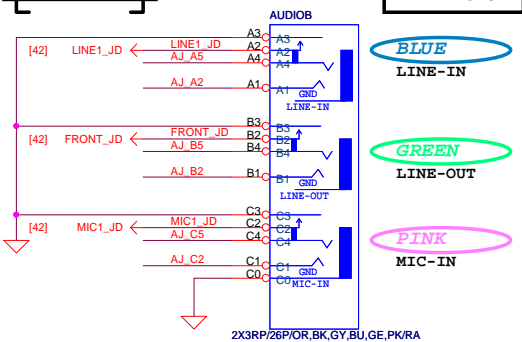 AUDIOB
A3 A3
[42] LINE1_JD LINE1_JD A2 A2
AJ_A5 A4 A4
AJ_A2 A1 A1
GND
LINE-IN
BLUE
LINE-IN
B3 B3
[42] FRONT_JD FRONT_JD B2 B2
AJ_B5 B4 B4
AJ_B2 B1 B1
GND
LINE-OUT
GREEN
LINE-OUT
C3 C3
[42] MIC1_JD MIC1_JD C2 C2
AJ_C5 C4 C4
AJ_C2 C1 C1
GND
C0 C0
MIC-IN
PINK
MIC-IN
2X3RP/26P/OR,BK,GY,BU,GE,PK/RA